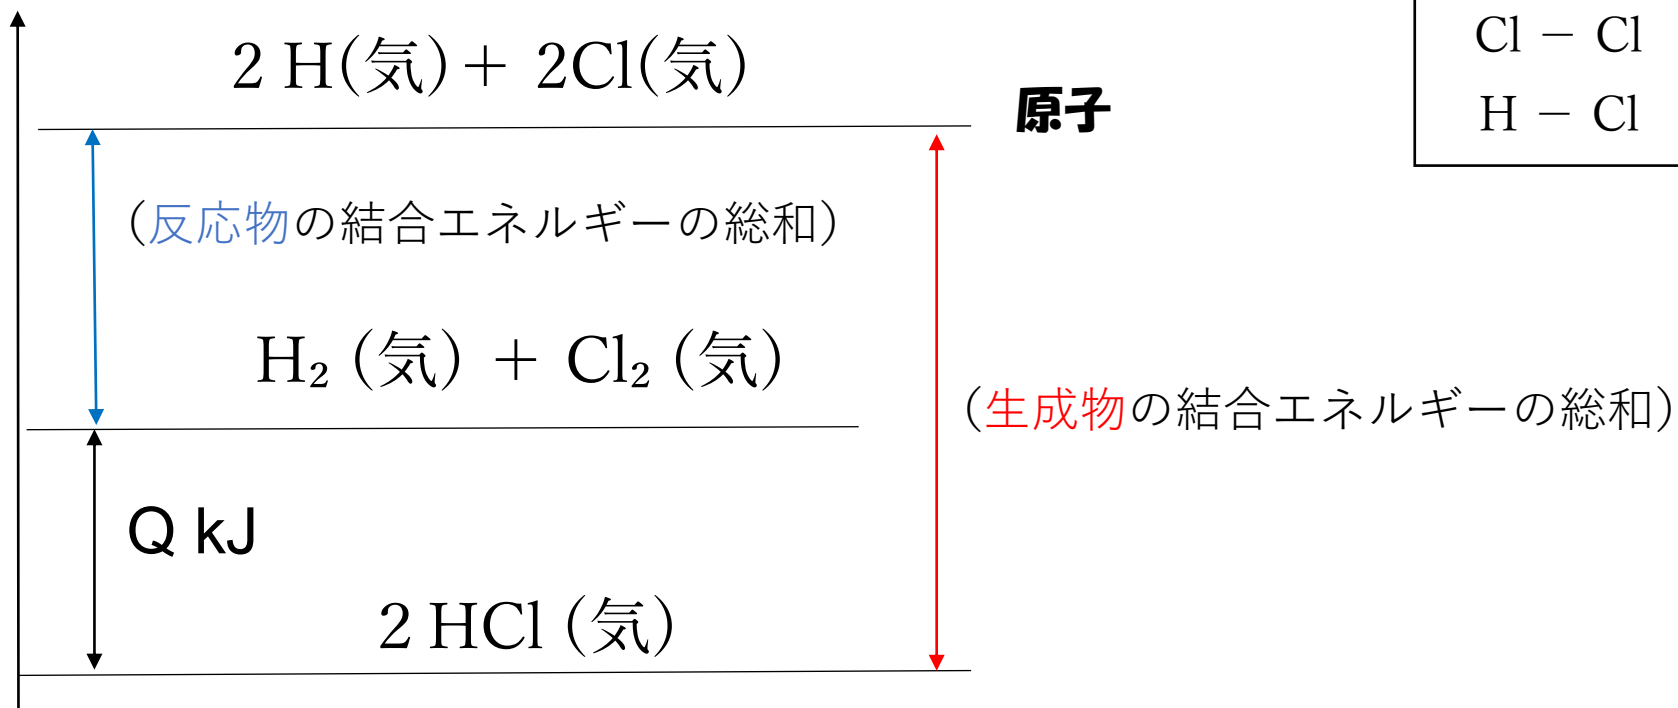 Cl − Cl
2 H(気)+ 2Cl(気)
原子
H − Cl
(反応物の結合エネルギーの総和)
H₂ (気) + Cl₂ (気)
(生成物の結合エネルギーの総和)
Q kJ
2 HCl (気)